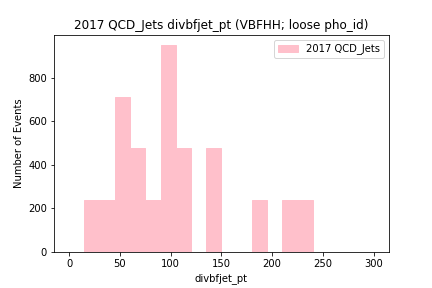 2017 QCD_Jets divbfjet_pt (VBFHH; loose pho_id)
2017 QCD_Jets
Number of Events
800
600
400
200
0
0 50 100 150 200 250 300
divbfjet_pt